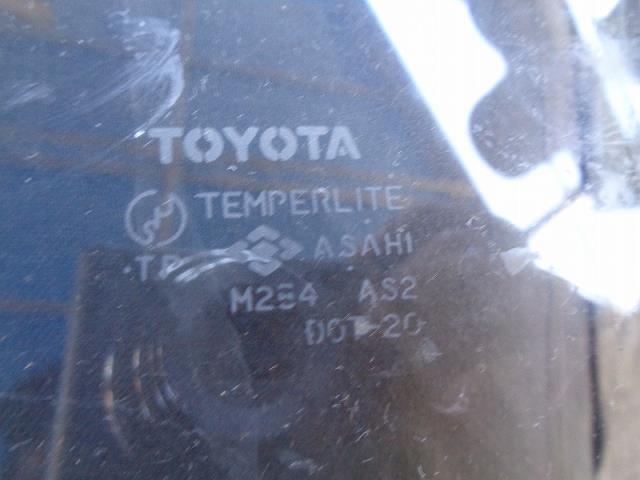 TOYOTA
TEMPERLITE
T.P ASAHI
M2E4 AS2
DOT-20